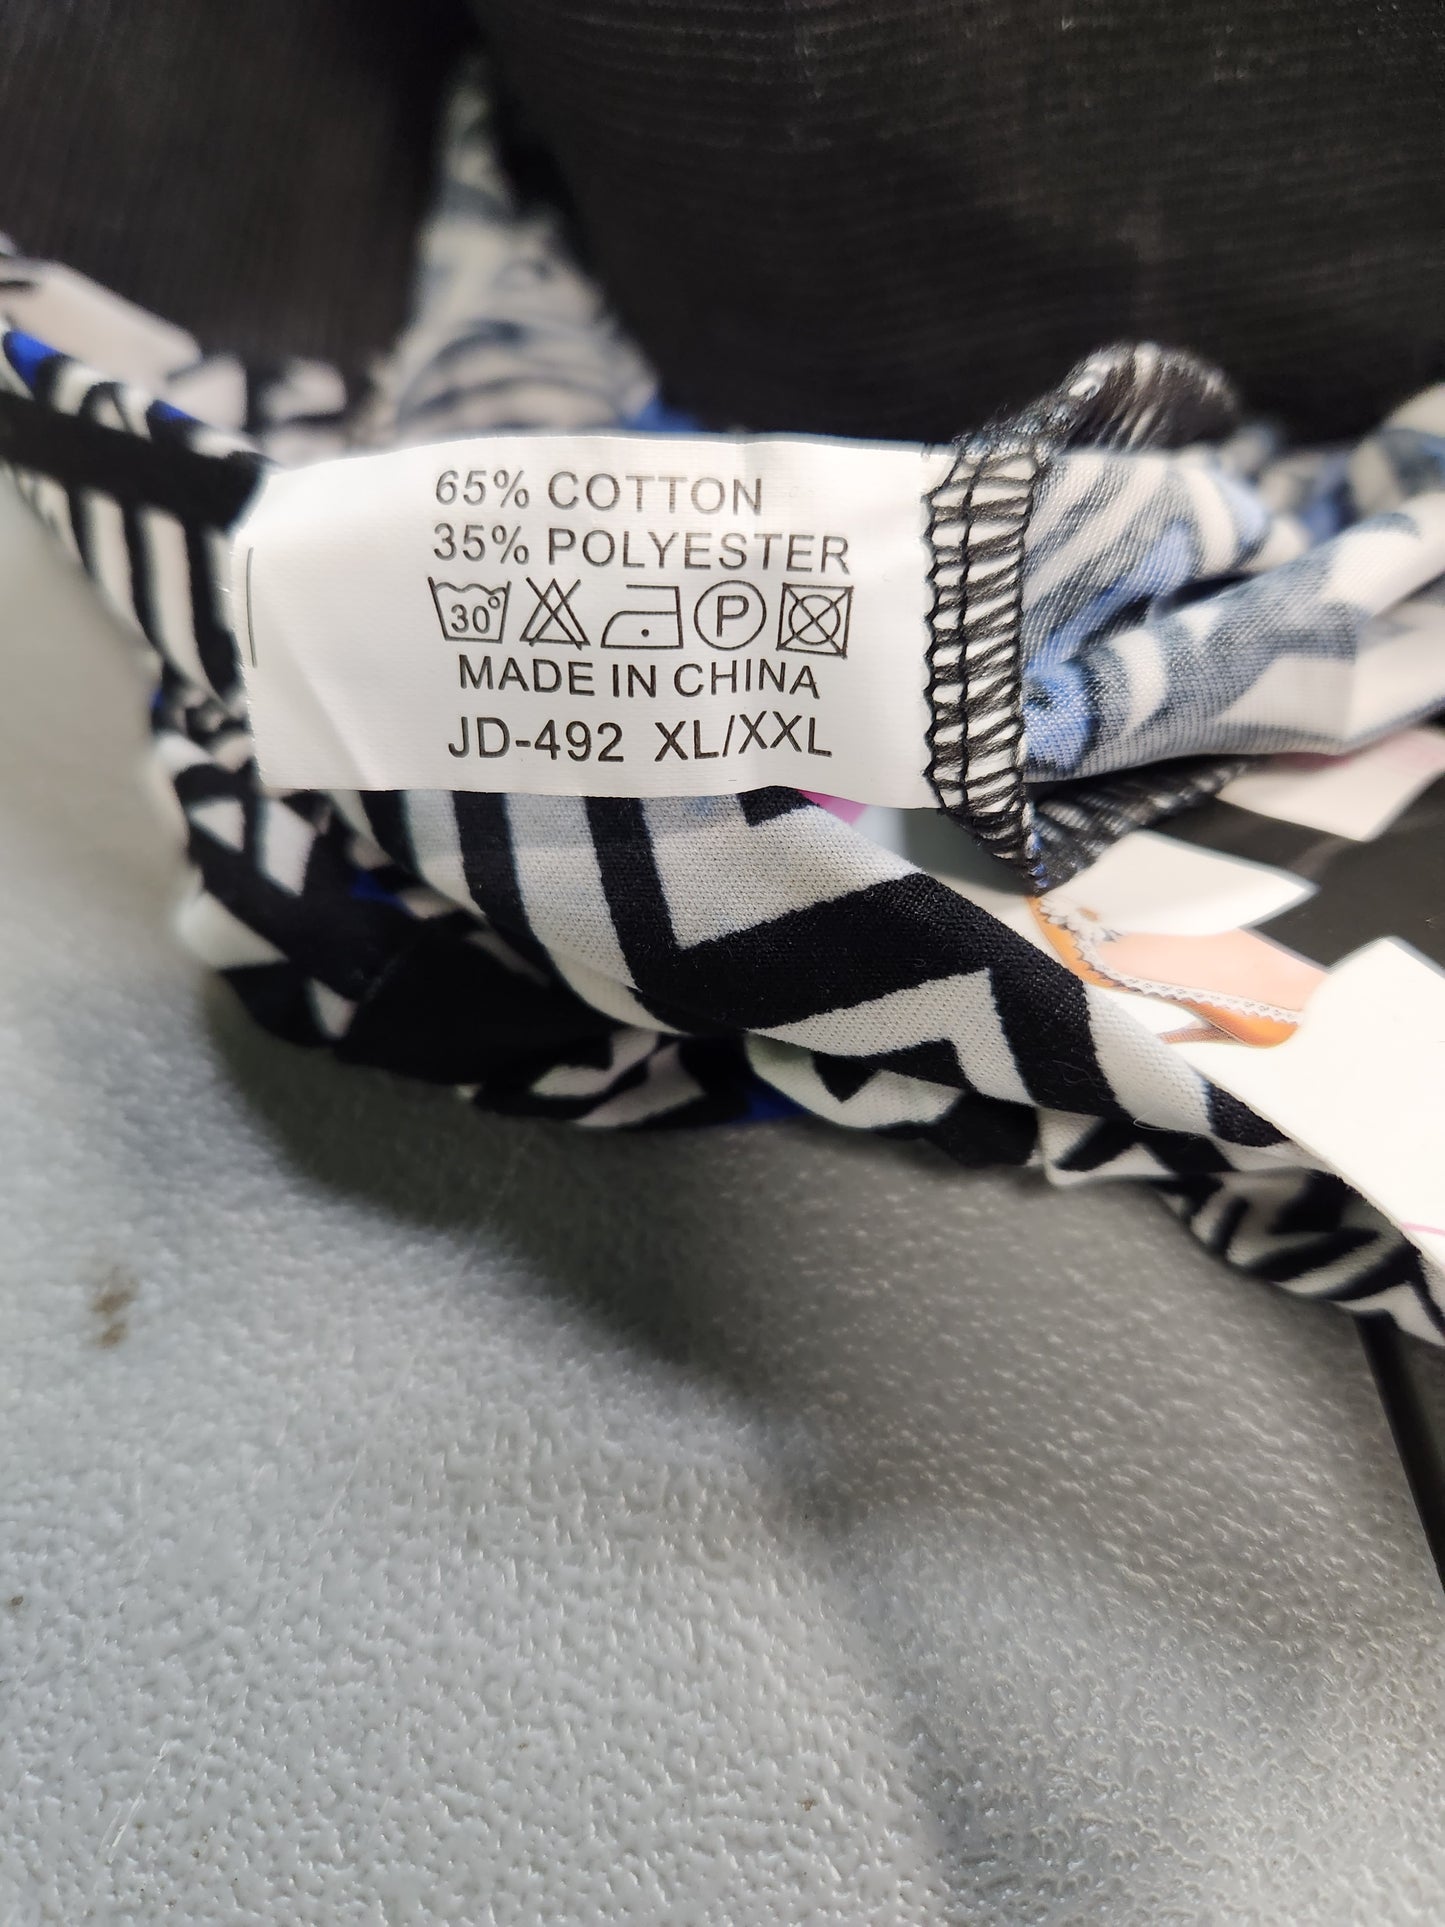 65% COTTON
35% POLYESTER
30° P
MADE IN CHINA
JD-492 XL/XXL